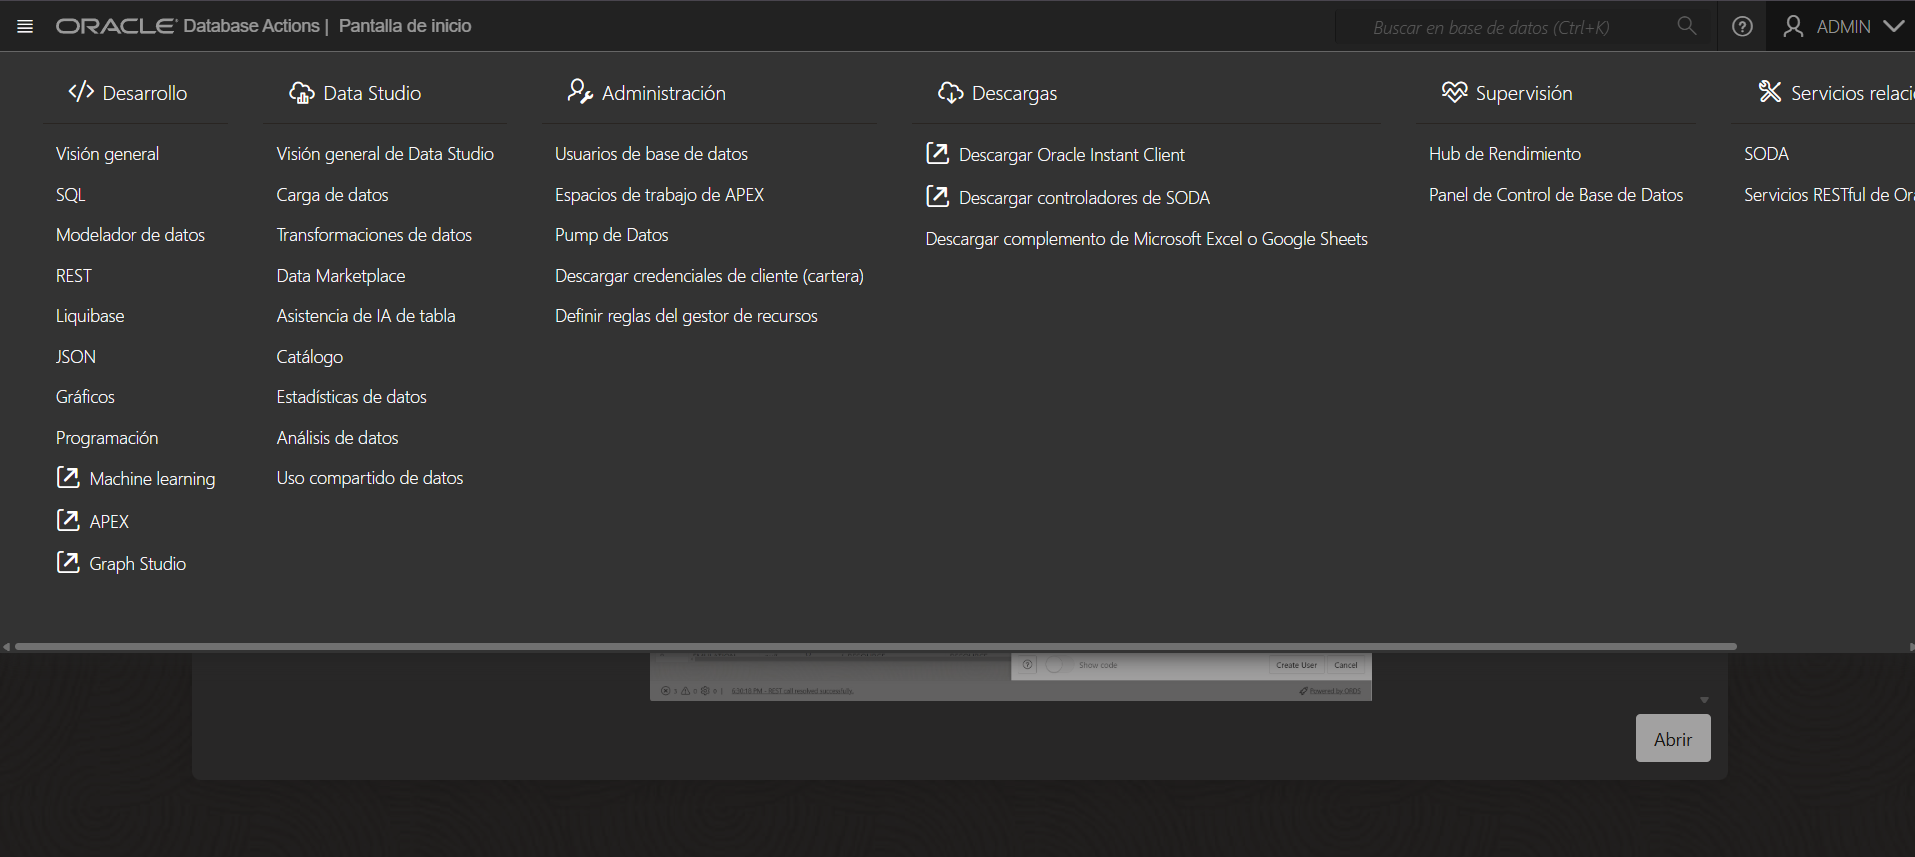 ORACLE Database Actions | Pantalla de inicio
Buscar en base de datos (Ctrl+K)
ADMIN
Desarrollo
Visión general
SQL
Modelador de datos
REST
Liquibase
JSON
Gráficos
Programación
Machine learning
APEX
Graph Studio
Data Studio
Visión general de Data Studio
Carga de datos
Transformaciones de datos
Data Marketplace
Asistencia de IA de tabla
Catálogo
Estadísticas de datos
Análisis de datos
Uso compartido de datos
Administración
Usuarios de base de datos
Espacios de trabajo de APEX
Pump de Datos
Descargar credenciales de cliente (cartera)
Definir reglas del gestor de recursos
Descargas
Descargar Oracle Instant Client
Descargar controladores de SODA
Descargar complemento de Microsoft Excel o Google Sheets
Supervisión
Hub de Rendimiento
Panel de Control de Base de Datos
Servicios relaci
SODA
Servicios RESTful de Or
Show code
Create User
Cancel
Powered by ORDS
Abrir